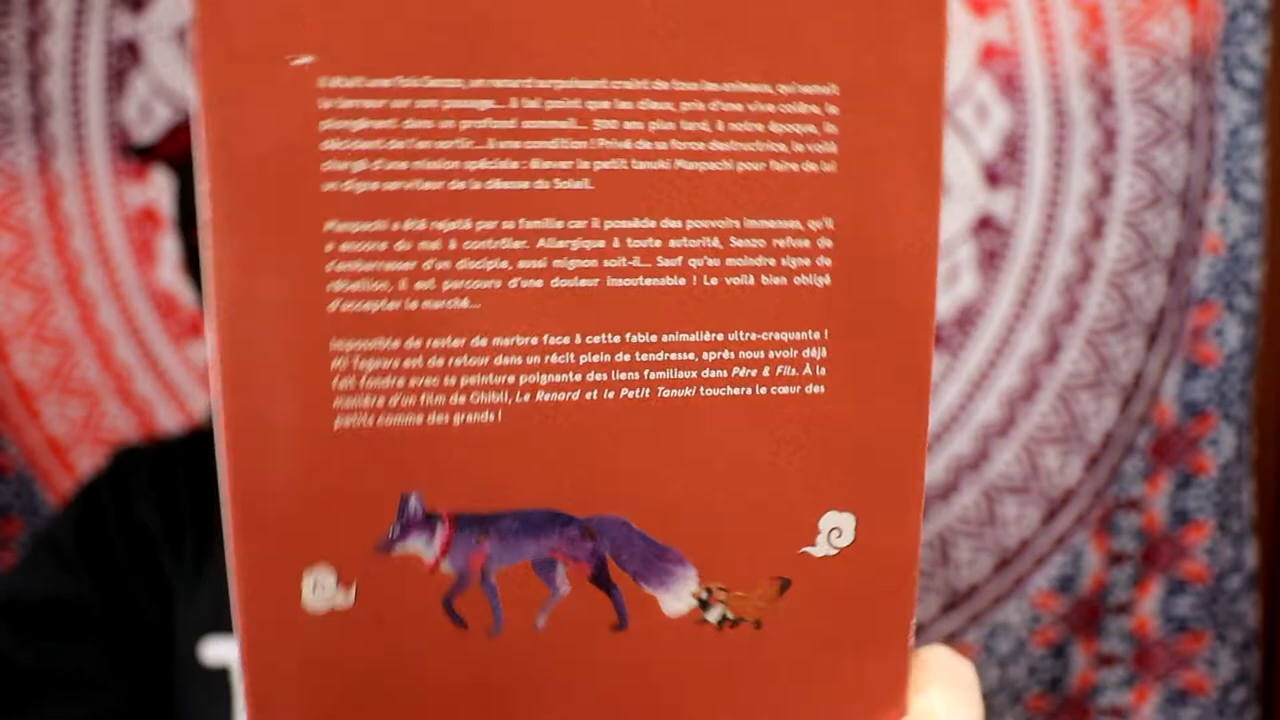 Il était une fois Senzo, un renard arrogant craint de tous les animaux, qui semait
la terreur sur son passage... À tel point que les dieux, pris d'une vive colère, le
plongèrent dans un profond sommeil... 300 ans plus tard, à notre époque, ils
décident de l'en sortir... à une condition ! Privé de sa force destructrice, le voilà
chargé d'une mission spéciale : élever le petit tanuki Manpachi pour faire de lui
un digne serviteur de la déesse du Soleil.
Manpachi a été rejeté par sa famille car il possède des pouvoirs immenses, qu'il
a encore du mal à contrôler. Allergique à toute autorité, Senzo refuse de
s'embarrasser d'un disciple, aussi mignon soit-il... Sauf qu'au moindre signe de
rébellion, il est parcouru d'une douleur insoutenable ! Le voilà bien obligé
d'accepter le marché...
Impossible de rester de marbre face à cette fable animalière ultra-craquante !
Mi Tagawa est de retour dans un récit plein de tendresse, après nous avoir déjà
fait fondre avec sa peinture poignante des liens familiaux dans Père & Fils. À la
manière d'un film de Ghibli, Le Renard et le Petit Tanuki touchera le cœur des
petits comme des grands !